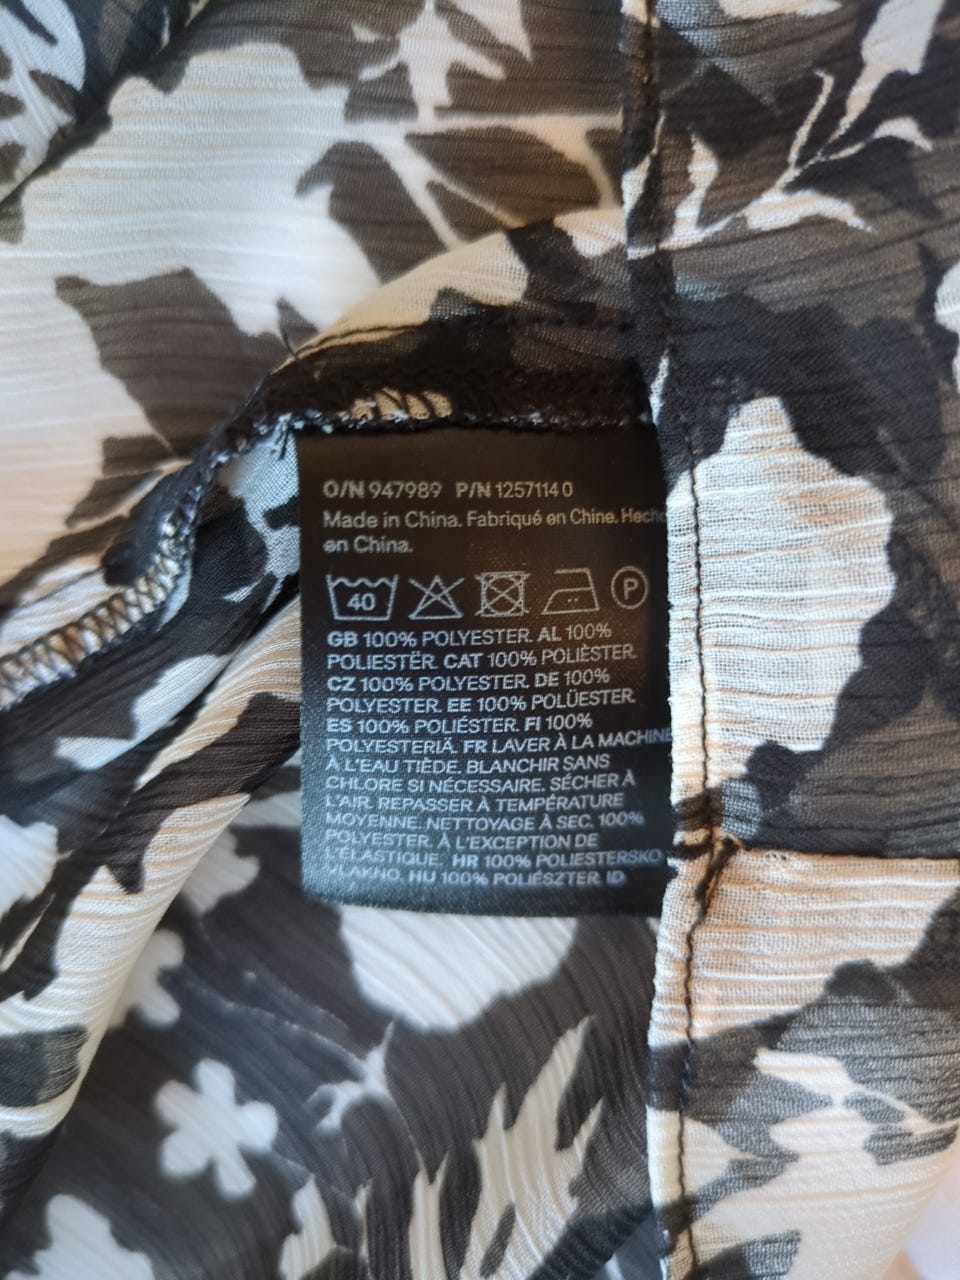 O/N 947989 P/N 1257114 0
Made in China. Fabriqué en Chine. Hecho
en China.
40 P
GB 100% POLYESTER. AL 100%
POLIESTËR. CAT 100% POLIÈSTER.
CZ 100% POLYESTER. DE 100%
POLYESTER. EE 100% POLÜESTER.
ES 100% POLIÉSTER. FI 100%
POLYESTERIÄ. FR LAVER À LA MACHINE
À L'EAU TIÈDE. BLANCHIR SANS
CHLORE SI NÉCESSAIRE. SÉCHER À
L'AIR. REPASSER À TEMPÉRATURE
MOYENNE. NETTOYAGE À SEC. 100%
POLYESTER. À L'EXCEPTION DE
L'ÉLASTIQUE. HR 100% POLIESTERSKO
VLAKNO. HU 100% POLIÉSZTER. ID